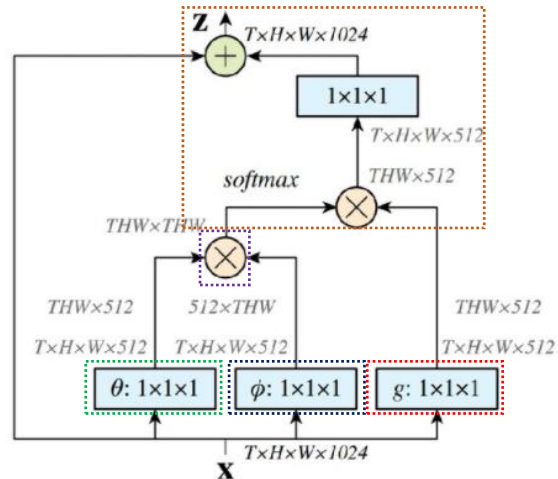 Z
T×H×W×1024
+
1×1×1
T×H×W×512
THW×512
softmax
×
THW×THW
×
THW×512 512×THW THW×512
T×H×W×512 T×H×W×512 T×H×W×512
θ: 1×1×1 ϕ: 1×1×1 g: 1×1×1
T×H×W×1024
X